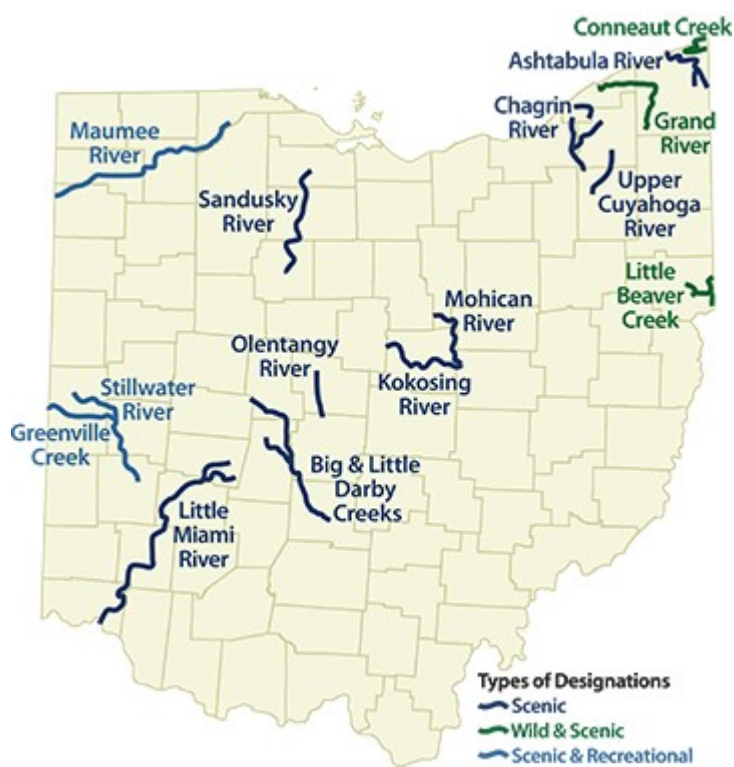 Conneaut Creek
Ashtabula River
Chagrin
River
Grand
River
Maumee
River
Upper
Cuyahoga
River
Sandusky
River
Little
Beaver
Creek
Mohican
River
Olentangy
River
Kokosing
River
Stillwater
River
Greenville
Creek
Big & Little
Darby
Creeks
Little
Miami
River
Types of Designations
Scenic
Wild & Scenic
Scenic & Recreational